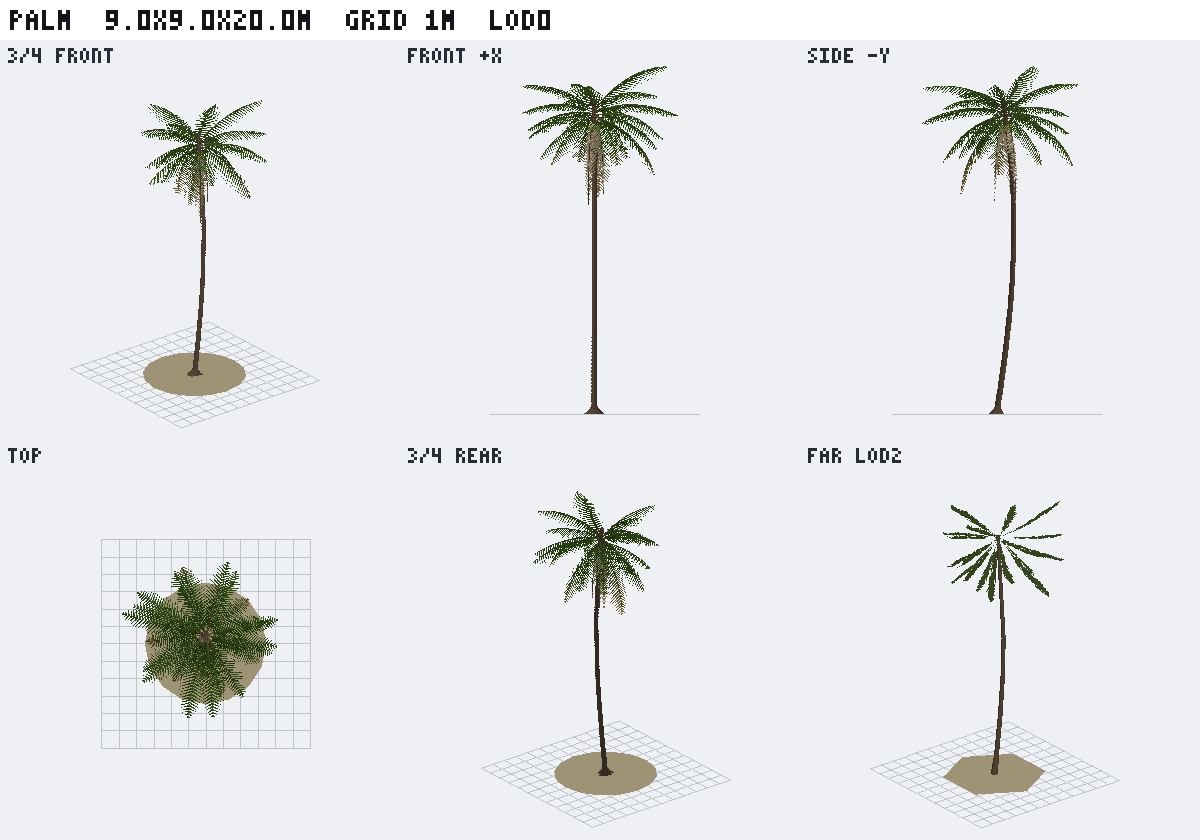 PALM 9.0X9.0X20.0M GRID 1M LOD0
3/4 FRONT
FRONT +X
SIDE -Y
TOP
3/4 REAR
FAR LOD2